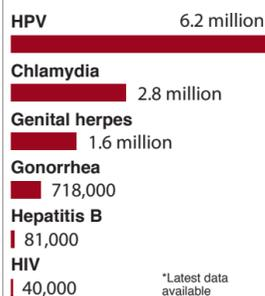 HPV
6.2 million
Chlamydia
2.8 million
Genital herpes
1.6 million
Gonorrhea
718,000
Hepatitis B
81,000
HIV
40,000
*Latest data
available